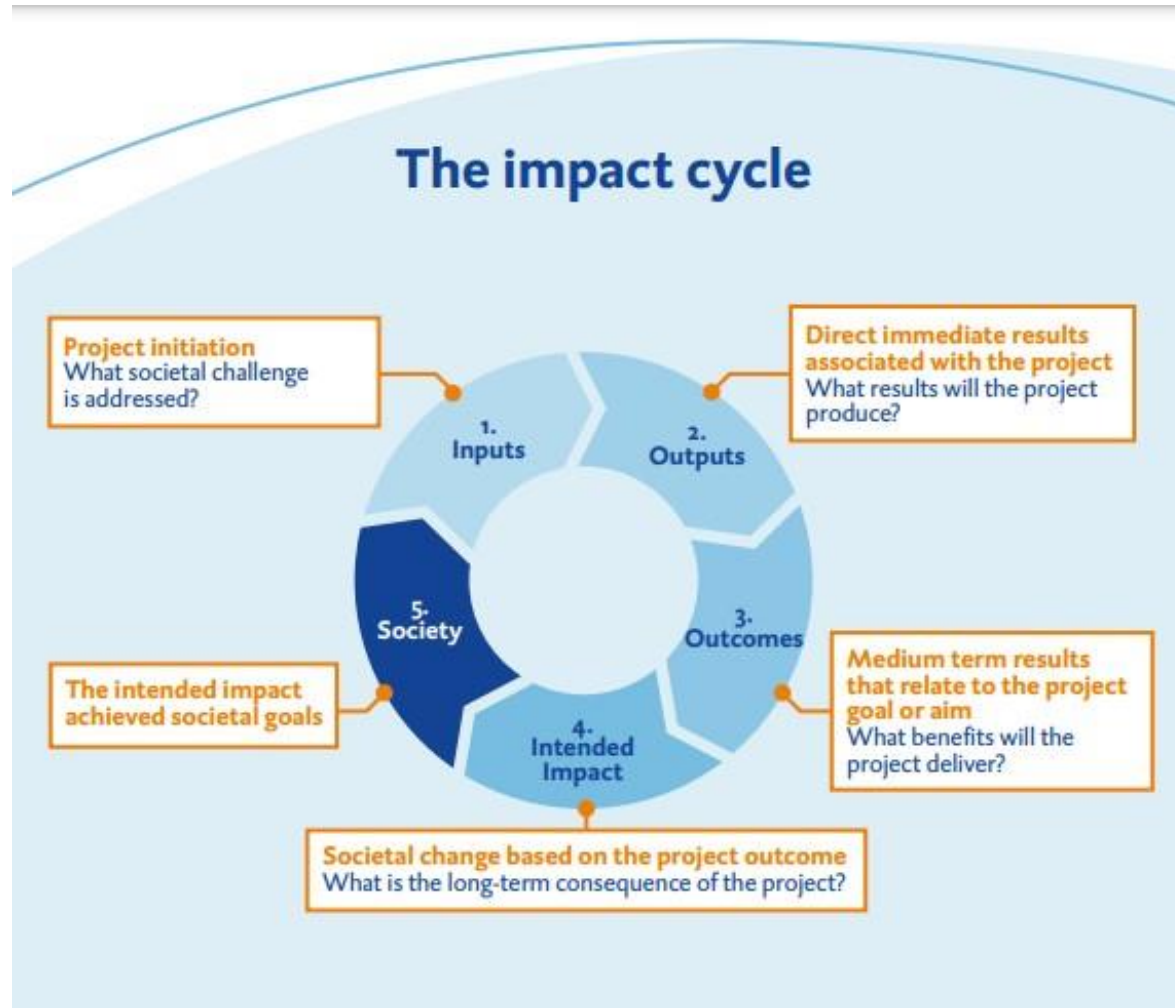 The impact cycle
Project initiation
What societal challenge
is addressed?
Direct immediate results
associated with the project
What results will the project
produce?
1.
Inputs
2.
Outputs
3.
Outcomes
4.
Intended
Impact
5.
Society
Medium term results
that relate to the project
goal or aim
What benefits will the
project deliver?
The intended impact
achieved societal goals
Societal change based on the project outcome
What is the long-term consequence of the project?